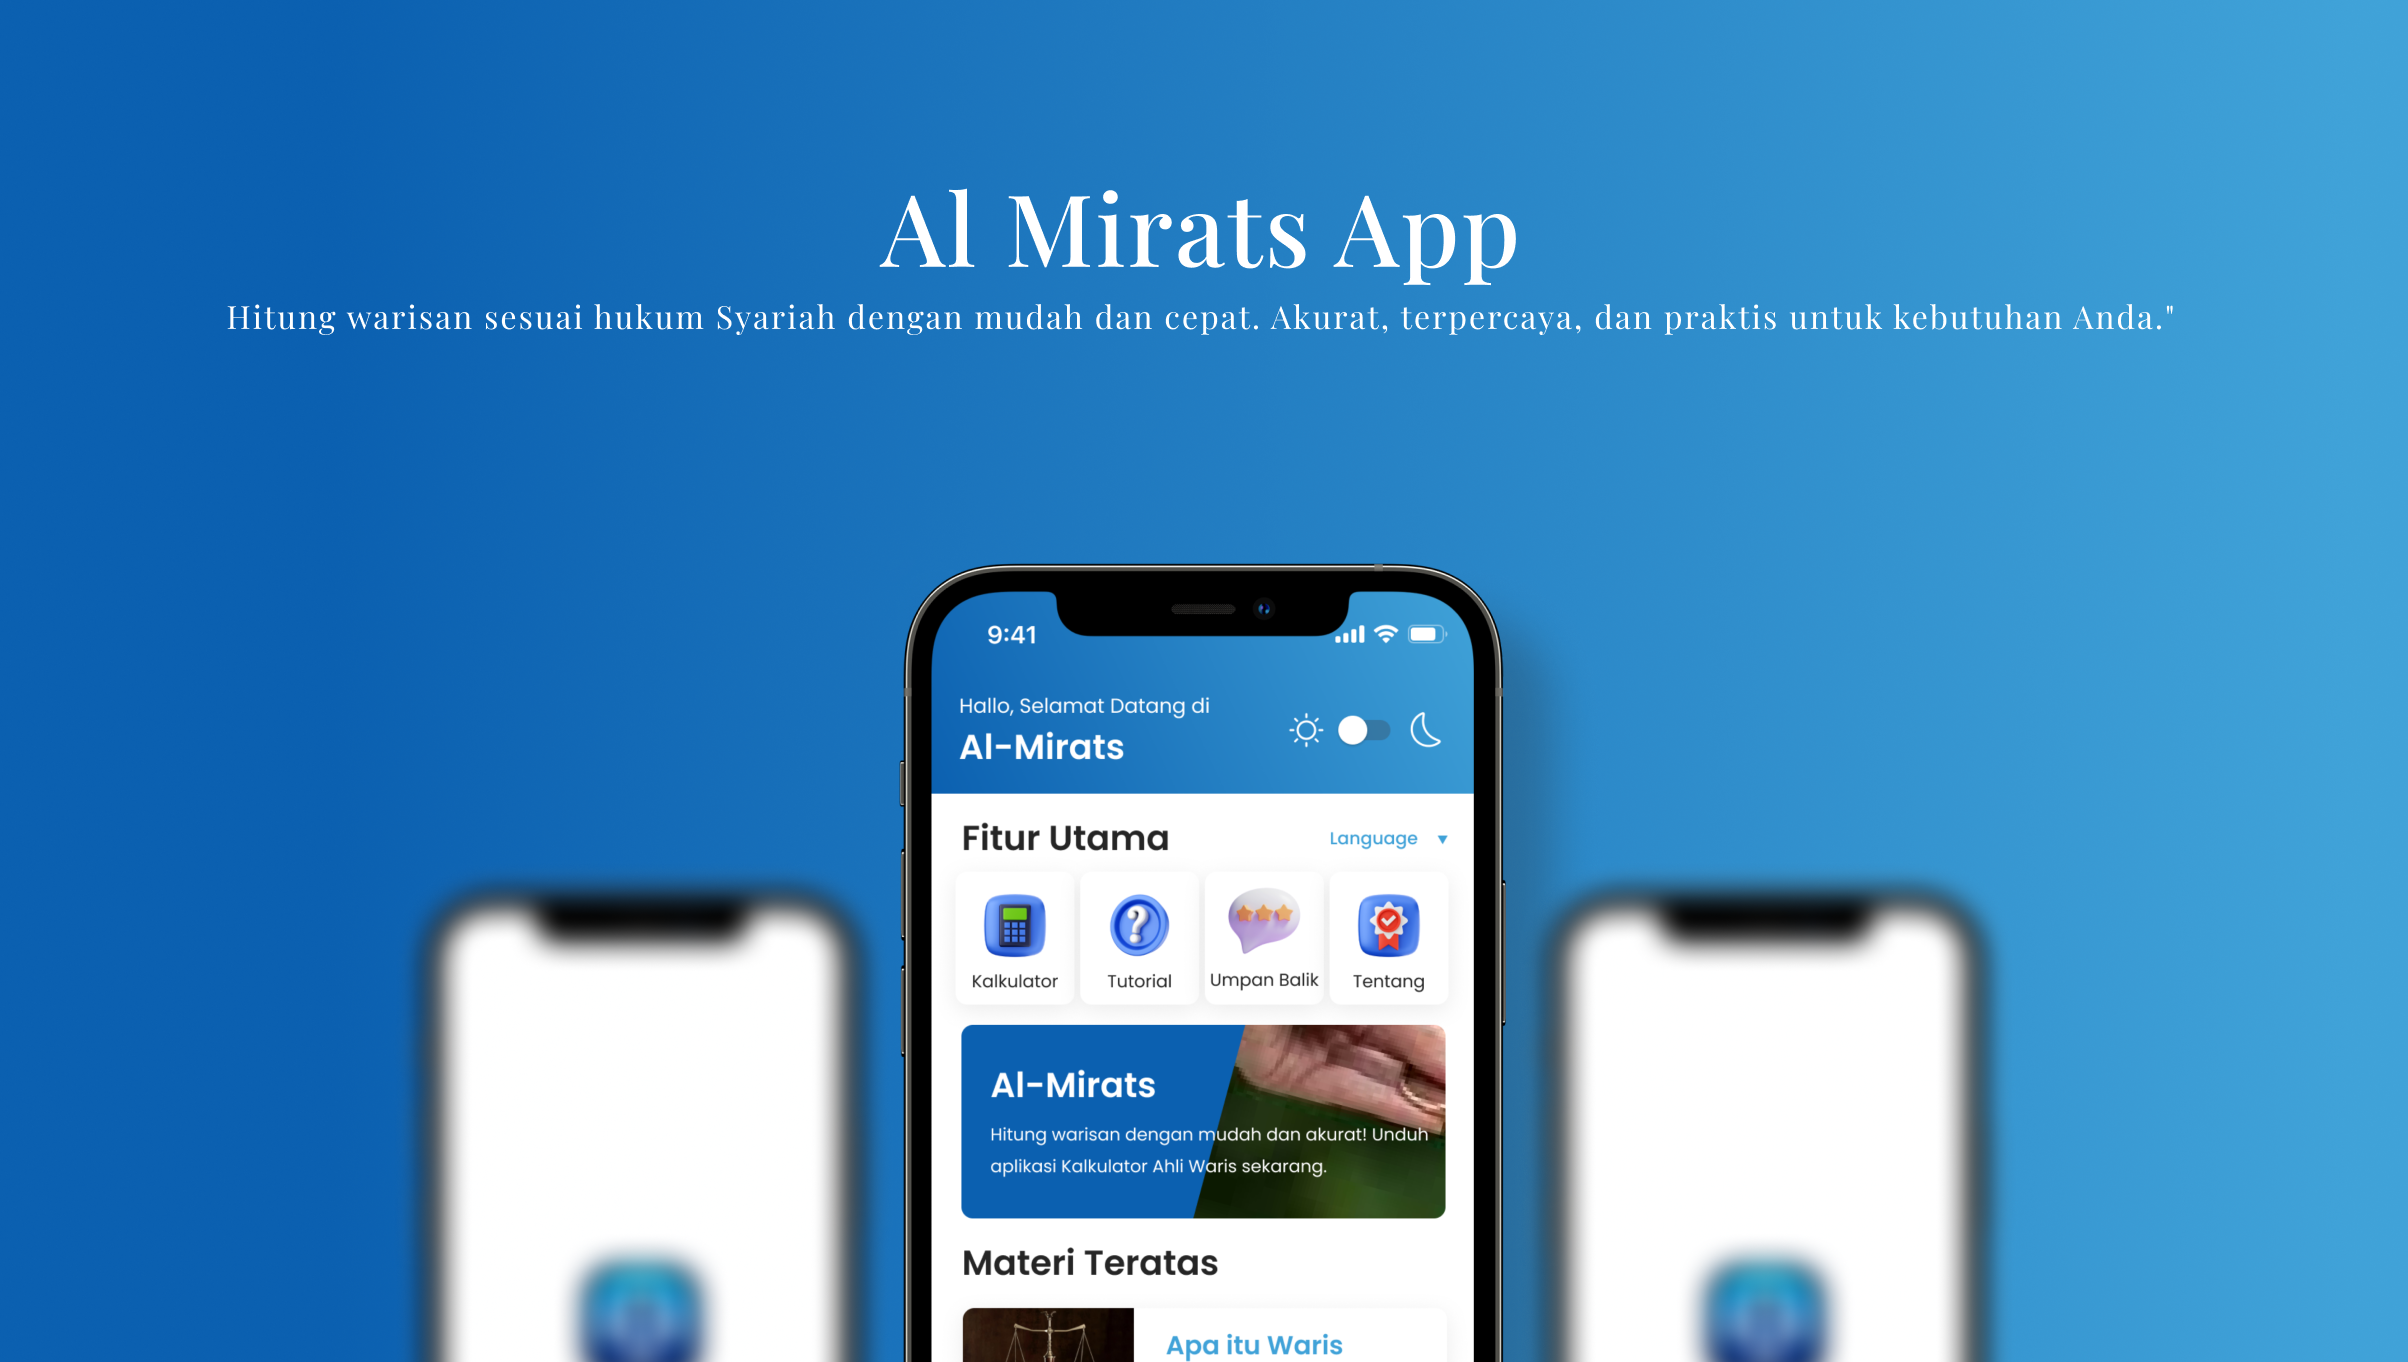 Al Mirats App
Hitung warisan sesuai hukum Syariah dengan mudah dan cepat. Akurat, terpercaya, dan praktis untuk kebutuhan Anda."
9:41
Hallo, Selamat Datang di
Al-Mirats
Fitur Utama
Language
Kalkulator
Tutorial
Umpan Balik
Tentang
Al-Mirats
Hitung warisan dengan mudah dan akurat! Unduh
aplikasi Kalkulator Ahli Waris sekarang.
Materi Teratas
Apa itu Waris